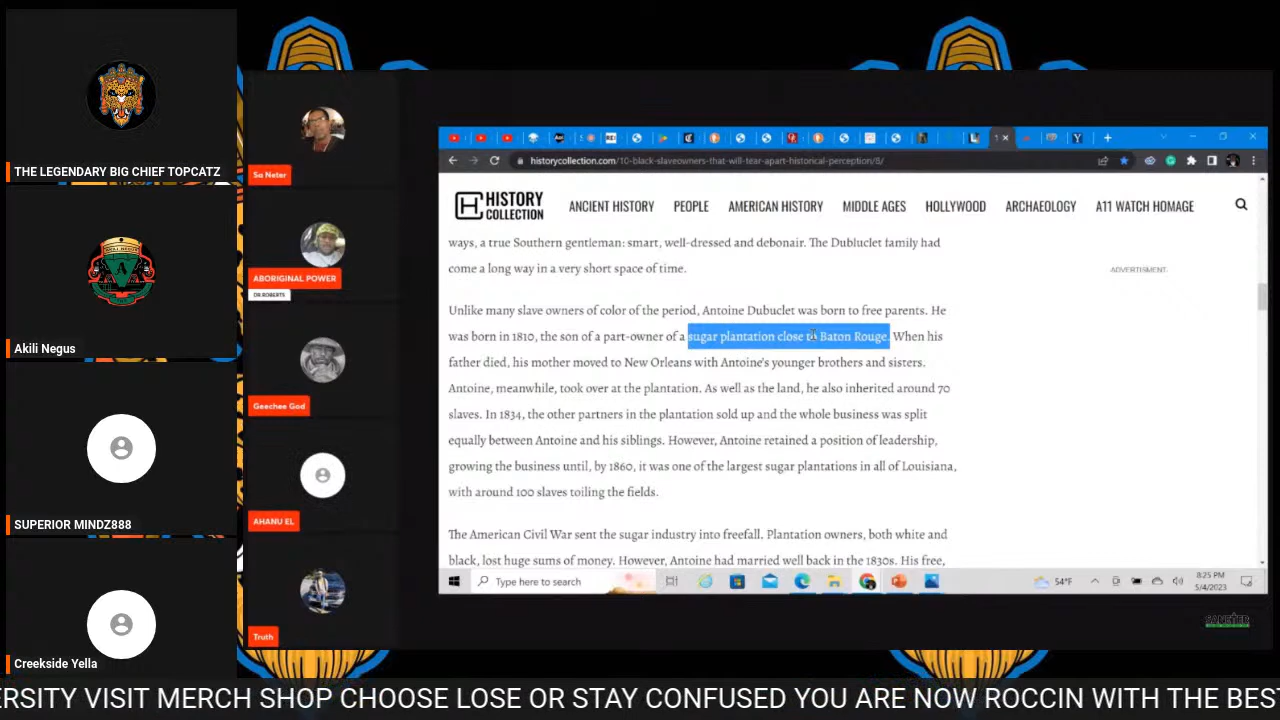 THE LEGENDARY BIG CHIEF TOPCATZ
Akili Negus
SUPERIOR MINDZ888
Creekside Yella
Sa Neter
ABORIGINAL POWER
DR ROBERTS
Geechee God
AHANU EL
Truth
historycollection.com/10-black-slaveowners-that-will-tear-apart-historical-perception/8/
HISTORY
COLLECTION
ANCIENT HISTORY PEOPLE AMERICAN HISTORY MIDDLE AGES HOLLYWOOD ARCHAEOLOGY A11 WATCH HOMAGE
ways, a true Southern gentleman: smart, well-dressed and debonair. The Dubluclet family had
come a long way in a very short space of time.
ADVERTISMENT
Unlike many slave owners of color of the period, Antoine Dubuclet was born to free parents. He
was born in 1810, the son of a part-owner of a sugar plantation close to Baton Rouge. When his
father died, his mother moved to New Orleans with Antoine's younger brothers and sisters.
Antoine, meanwhile, took over at the plantation. As well as the land, he also inherited around 70
slaves. In 1834, the other partners in the plantation sold up and the whole business was split
equally between Antoine and his siblings. However, Antoine retained a position of leadership,
growing the business until, by 1860, it was one of the largest sugar plantations in all of Louisiana,
with around 100 slaves toiling the fields.
The American Civil War sent the sugar industry into freefall. Plantation owners, both white and
black, lost huge sums of money. However, Antoine had married well back in the 1830s. His free,
Type here to search
54°F
8:25 PM
5/4/2023
SANETER
ERSITY VISIT MERCH SHOP CHOOSE LOSE OR STAY CONFUSED YOU ARE NOW ROCCIN WITH THE BEST